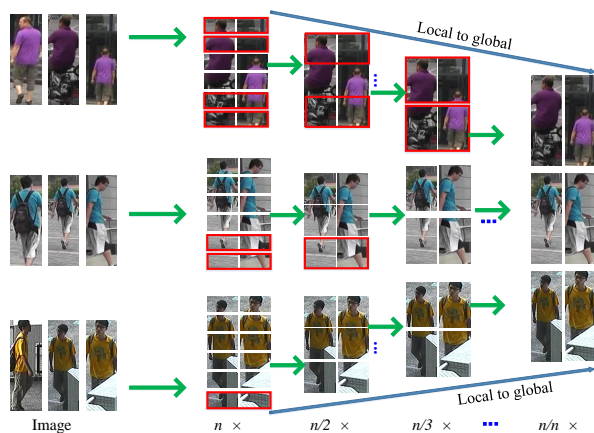 Local to global
Local to global
Image
n ×
n/2 ×
n/3 ×
n/n ×